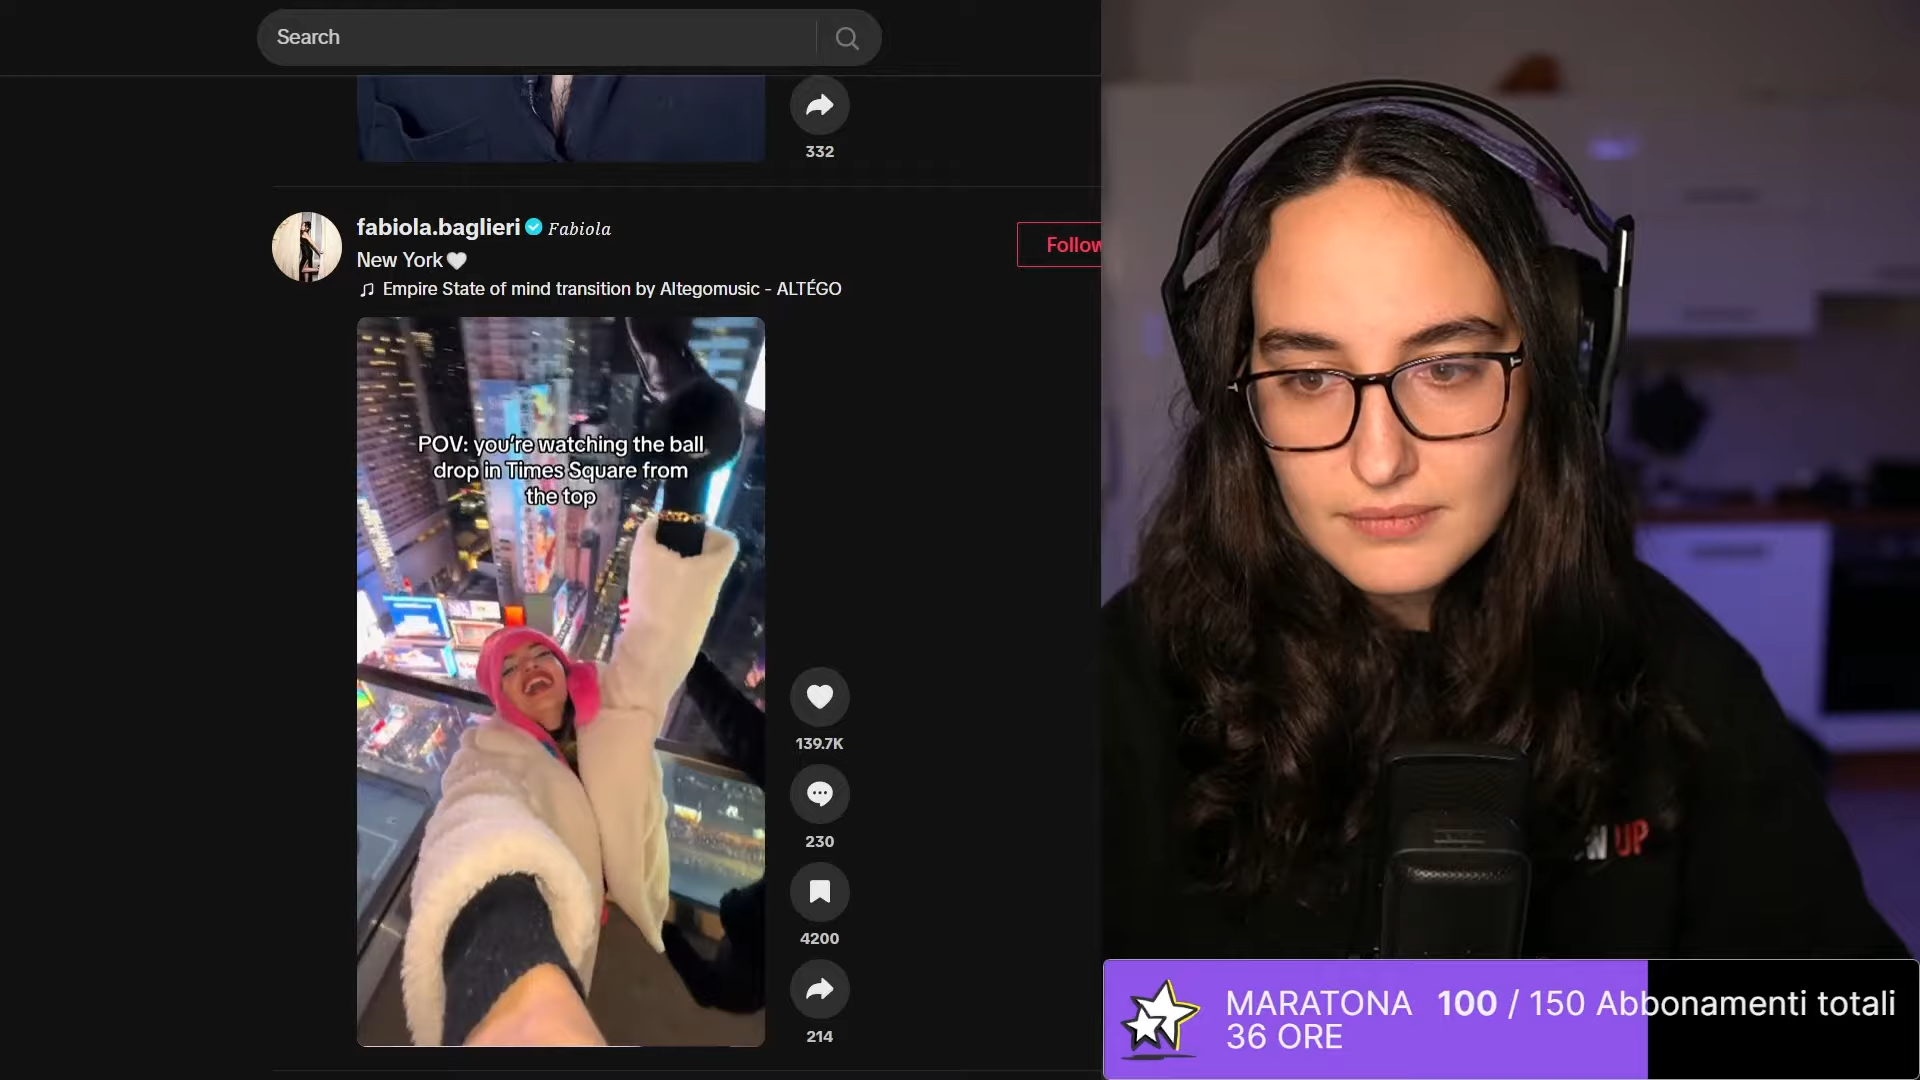 Search
332
fabiola.baglieri Fabiola
Follow
New York🤍
Empire State of mind transition by Altegomusic - ALTÉGO
POV: you're watching the ball
drop in Times Square from
the top
139.7K
230
4200
214
UP
MARATONA 100 / 150 Abbonamenti totali
36 ORE